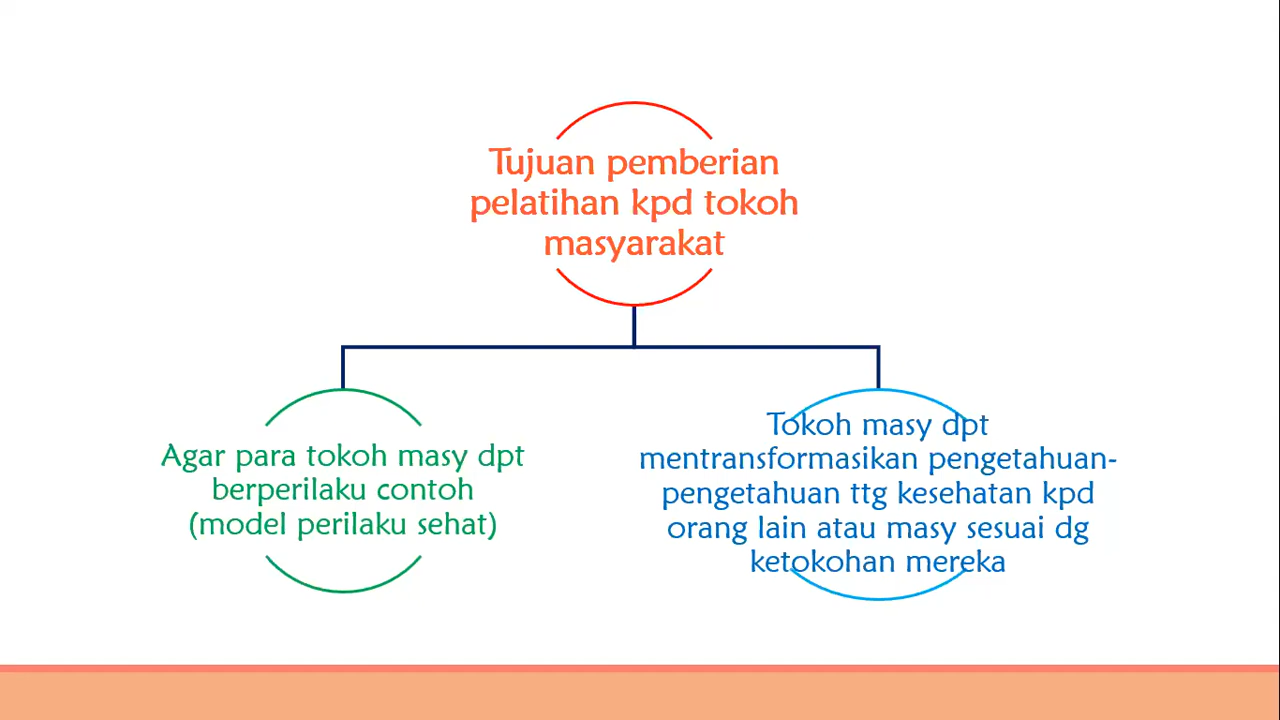 Tujuan pemberian
pelatihan kpd tokoh
masyarakat
Agar para tokoh masy dpt
berperilaku contoh
(model perilaku sehat)
Tokoh masy dpt
mentransformasikan pengetahuan-
pengetahuan ttg kesehatan kpd
orang lain atau masy sesuai dg
ketokohan mereka